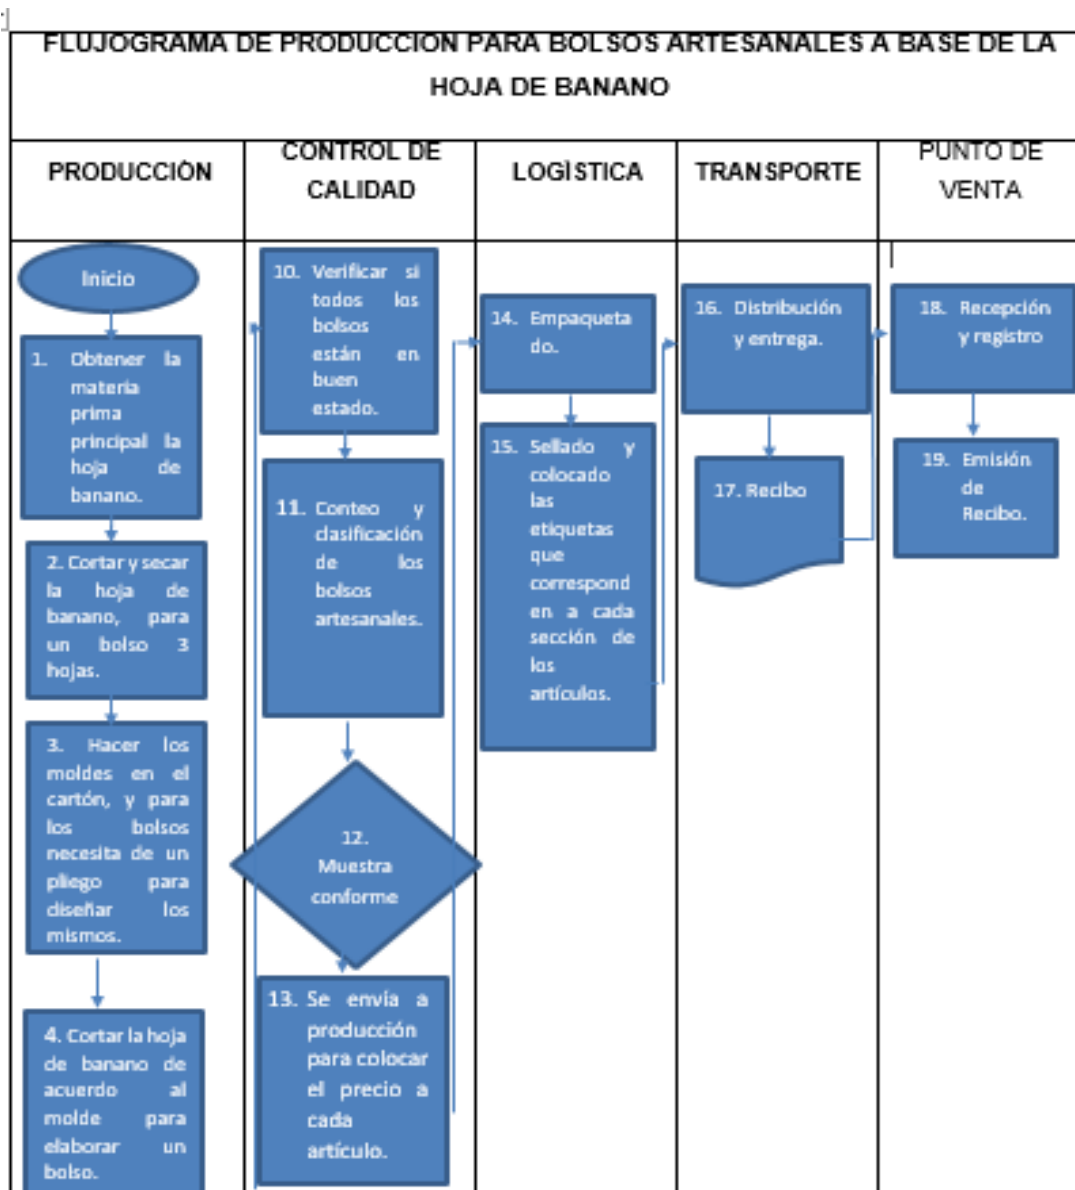 FLUJOGRAMA DE PRODUCCION PARA BOLSOS ARTESANALES A BASE DE LA
HOJA DE BANANO
PRODUCCIÓN
CONTROL DE
CALIDAD
LOGÌSTICA
TRANSPORTE
PUNTO DE
VENTA
Inicio
1. Obtener la
materia
prima
principal la
hoja de
banano.
2. Cortar y secar
la hoja de
banano, para
un bolso 3
hojas.
3. Hacer los
moldes en el
cartón, y para
los bolsos
necesita de un
pliego para
diseñar los
mismos.
4. Cortar la hoja
de banano de
acuerdo al
molde para
elaborar un
bolso.
10. Verificar si
todos los
bolsos
están en
buen
estado.
11. Conteo y
clasificación
de los
bolsos
artesanales.
12.
Muestra
conforme
13. Se envía a
producción
para colocar
el precio a
cada
artículo.
14. Empaqueta
do.
15. Sellado y
colocado
las
etiquetas
que
correspond
en a cada
sección de
los
artículos.
16. Distribución
y entrega.
17. Recibo
18. Recepción
y registro
19. Emisión
de
Recibo.